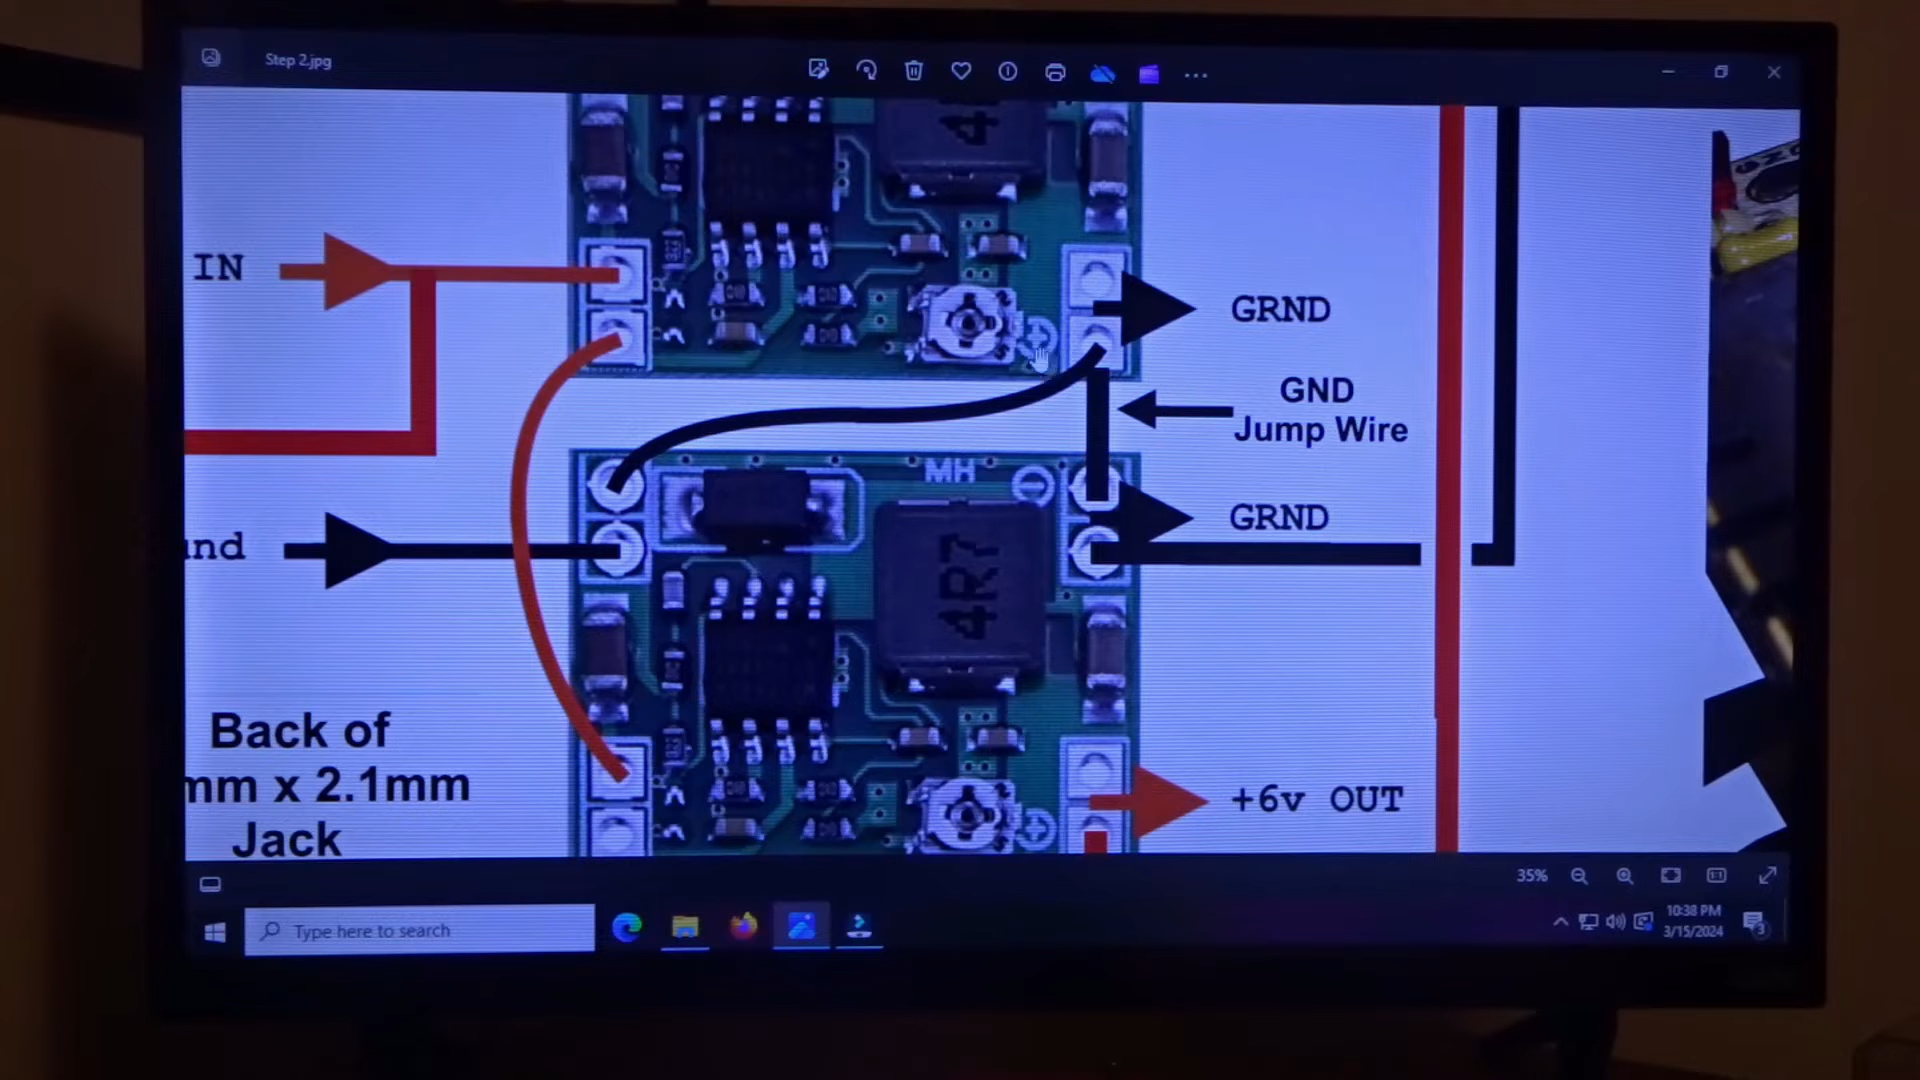 Step 2.jpg
IN
GRND
GND
Jump Wire
MH
GRND
nd
4R7
Back of
mm x 2.1mm
Jack
+6v OUT
35%
Type here to search
10:38 PM
3/15/2024
3